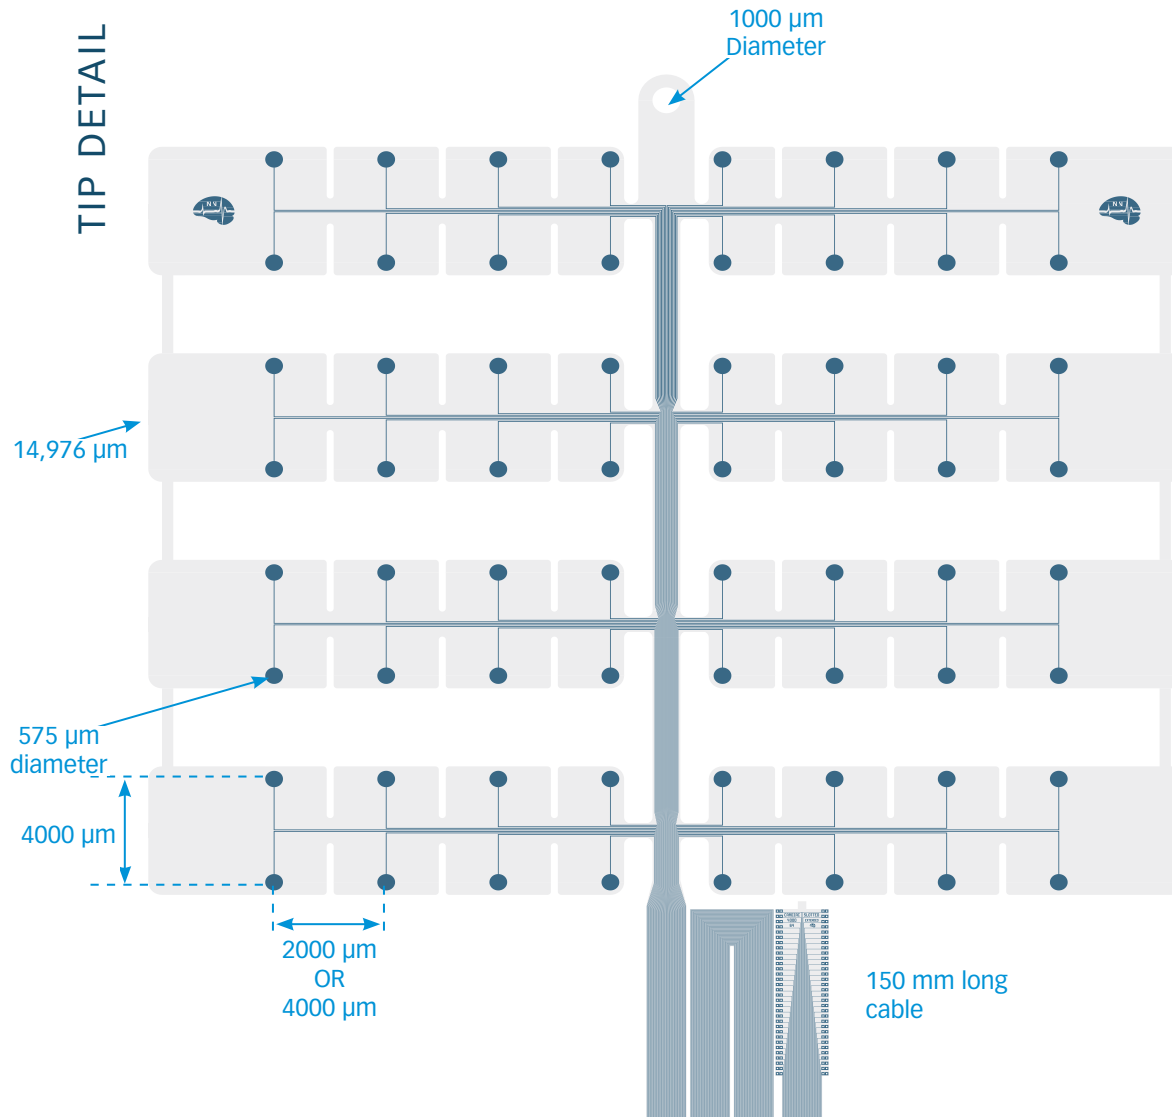 TIP DETAIL
1000 µm
Diameter
14,976 µm
575 µm
diameter
4000 µm
2000 µm
OR
4000 µm
150 mm long
cable